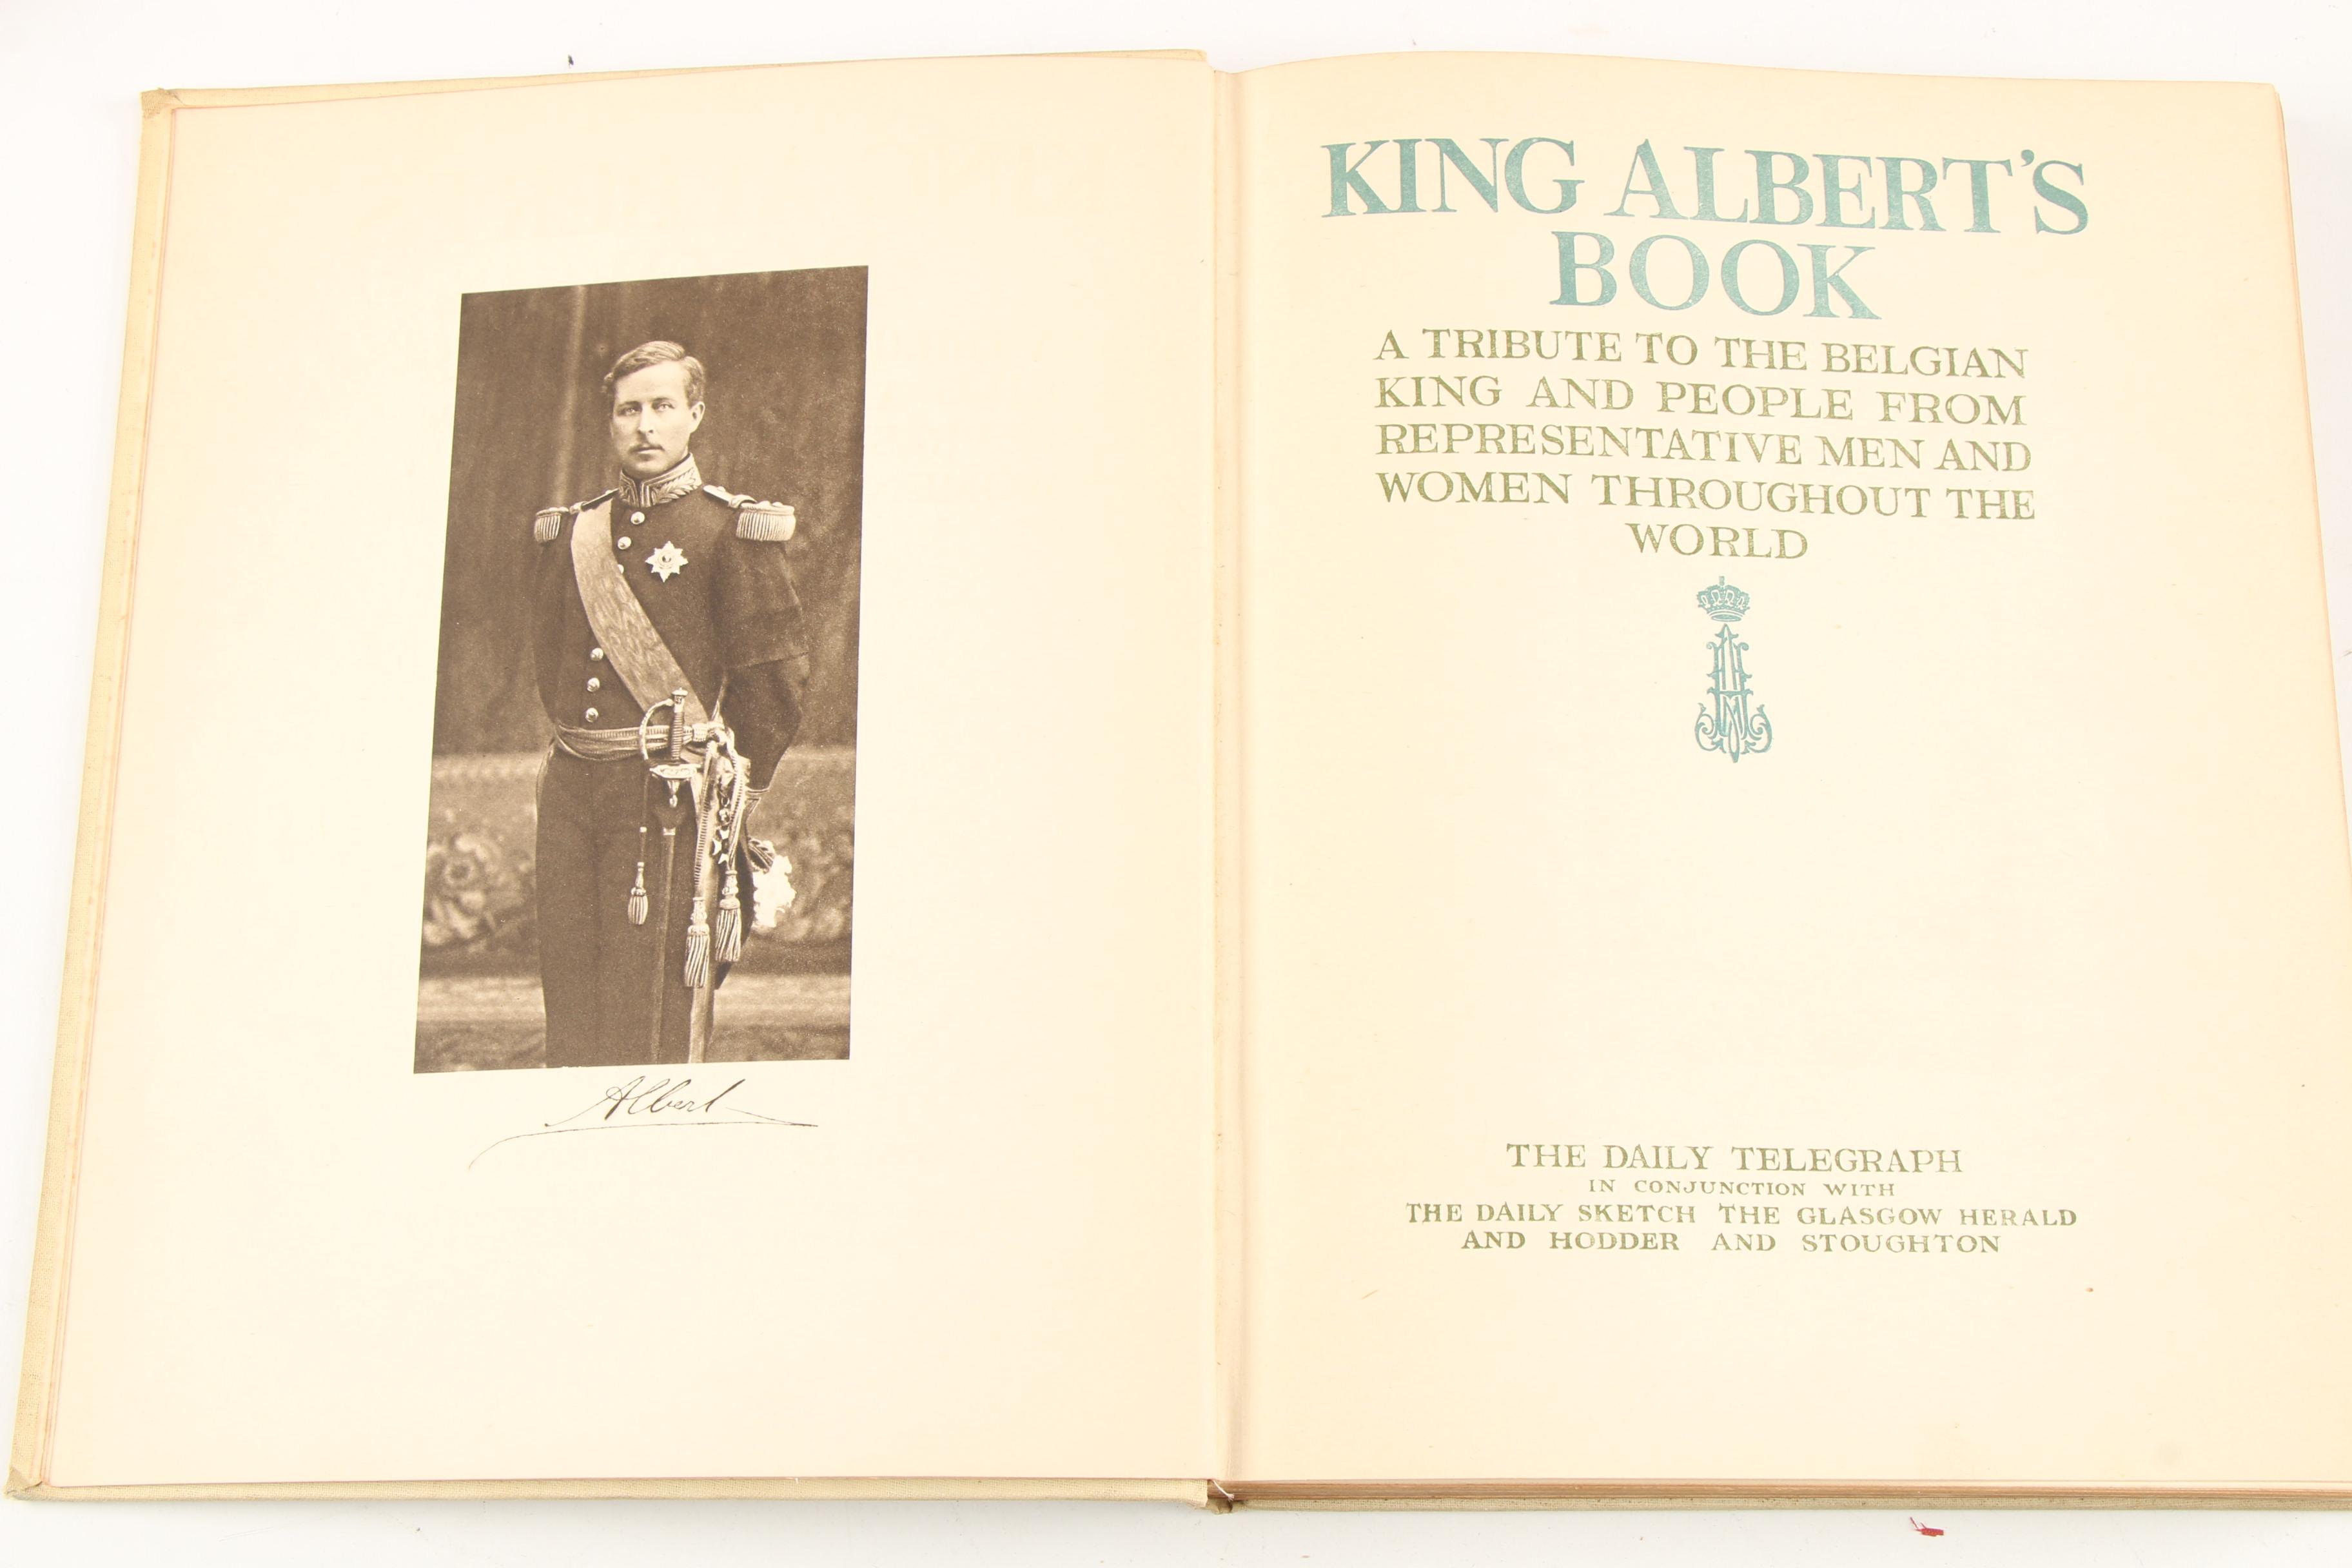 Albert
KING ALBERT'S
BOOK
A TRIBUTE TO THE BELGIAN
KING AND PEOPLE FROM
REPRESENTATIVE MEN AND
WOMEN THROUGHOUT THE
WORLD
THE DAILY TELEGRAPH
IN CONJUNCTION WITH
THE DAILY SKETCH THE GLASGOW HERALD
AND HODDER AND STOUGHTON